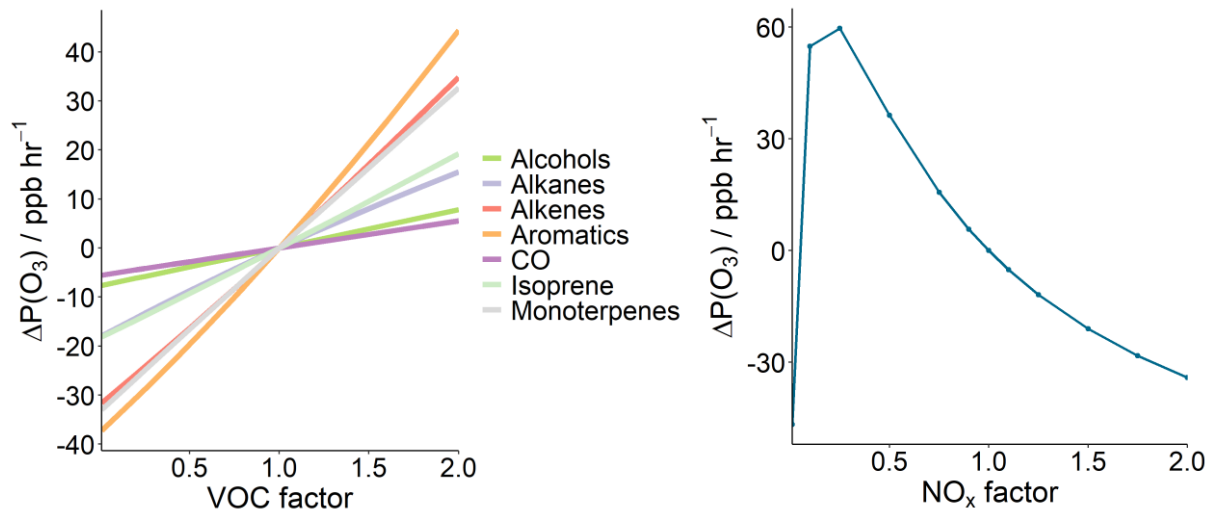 ΔP(O₃) / ppb hr⁻¹
40
30
20
10
0
-10
-20
-30
-40
0.5 1.0 1.5 2.0
VOC factor
Alcohols
Alkanes
Alkenes
Aromatics
CO
Isoprene
Monoterpenes
ΔP(O₃) / ppb hr⁻¹
60
30
0
-30
0.5 1.0 1.5 2.0
NOₓ factor